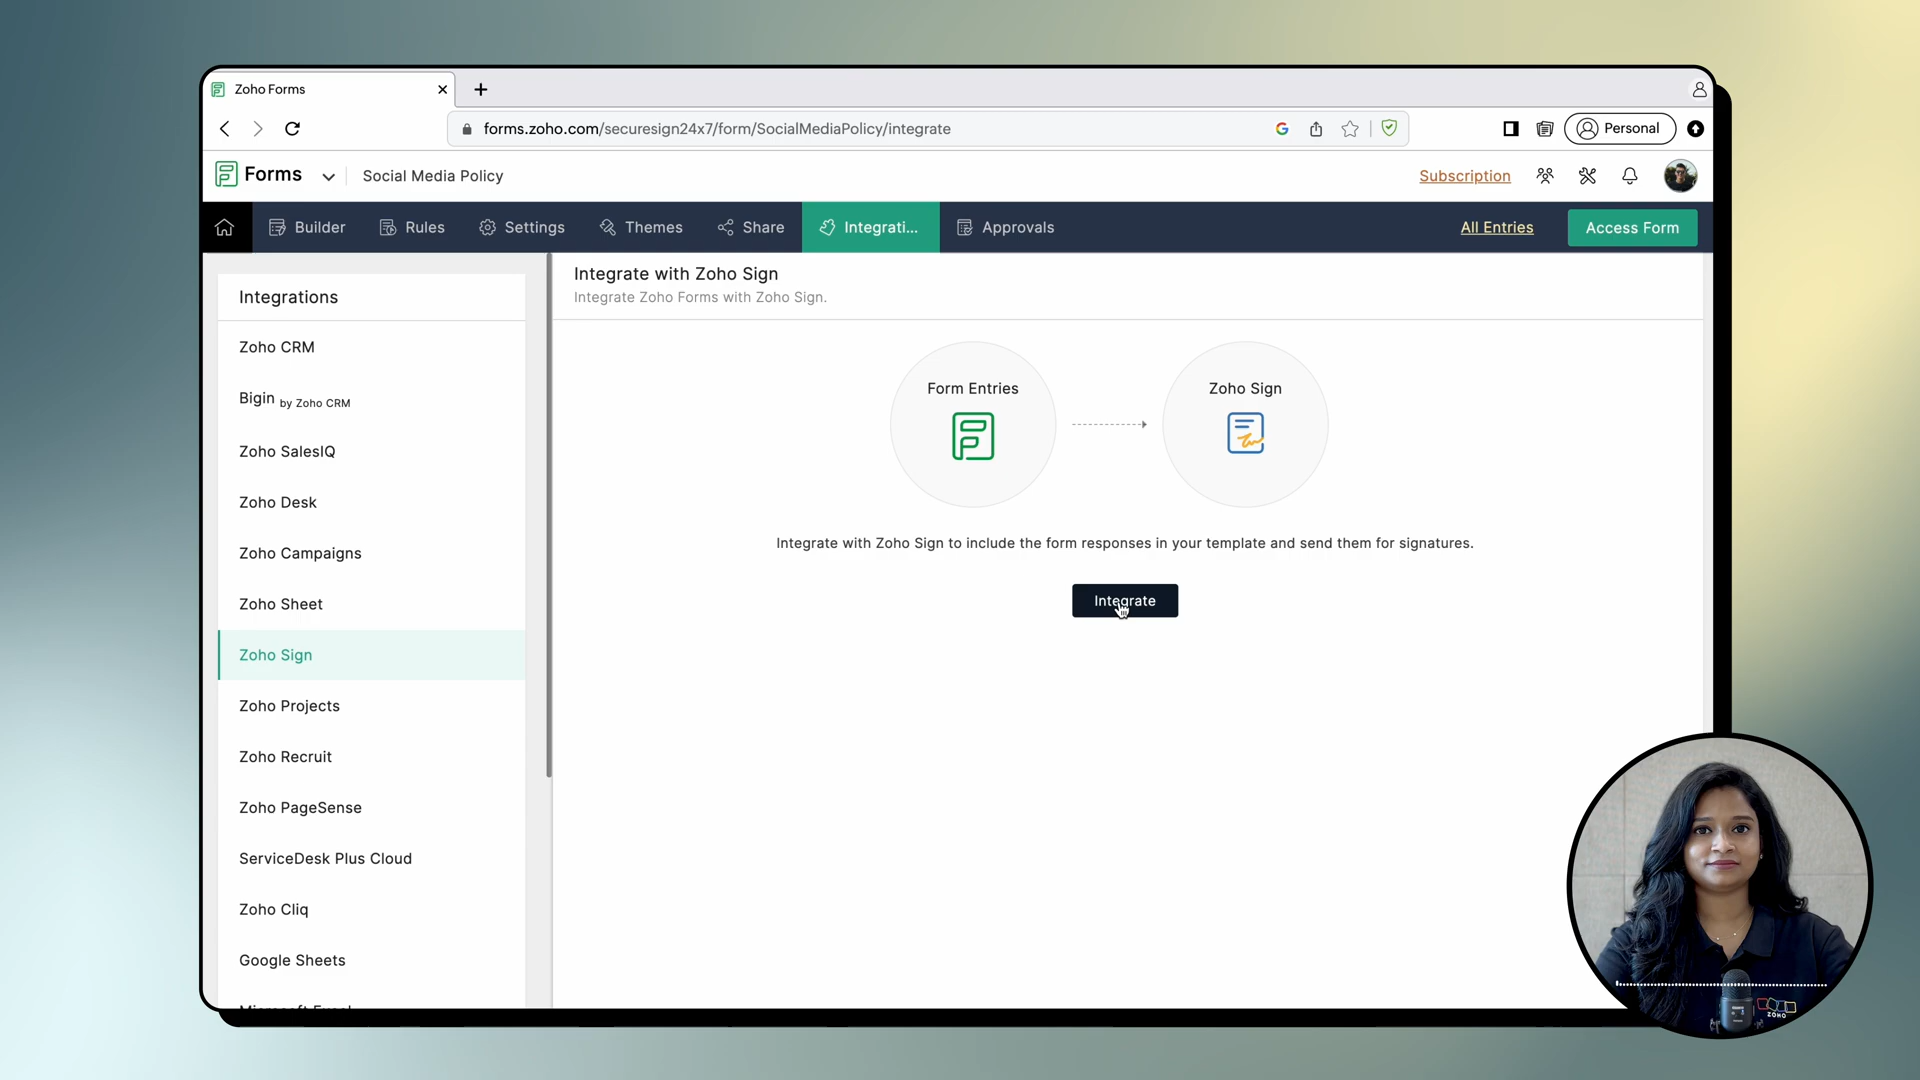 Zoho Forms
forms.zoho.com/securesign24x7/form/SocialMediaPolicy/integrate
Personal
Forms
Social Media Policy
Subscription
Builder
Rules
Settings
Themes
Share
Integrati...
Approvals
All Entries
Access Form
Integrations
Zoho CRM
Bigin by Zoho CRM
Zoho SalesIQ
Zoho Desk
Zoho Campaigns
Zoho Sheet
Zoho Sign
Zoho Projects
Zoho Recruit
Zoho PageSense
ServiceDesk Plus Cloud
Zoho Cliq
Google Sheets
Microsoft Excel
Integrate with Zoho Sign
Integrate Zoho Forms with Zoho Sign.
Form Entries
Zoho Sign
Integrate with Zoho Sign to include the form responses in your template and send them for signatures.
Integrate
ZOHO